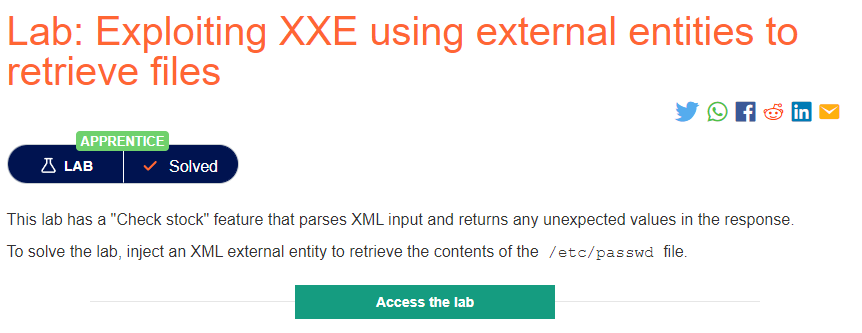 Lab: Exploiting XXE using external entities to
retrieve files
APPRENTICE
LAB Solved
This lab has a "Check stock" feature that parses XML input and returns any unexpected values in the response.
To solve the lab, inject an XML external entity to retrieve the contents of the /etc/passwd file.
Access the lab